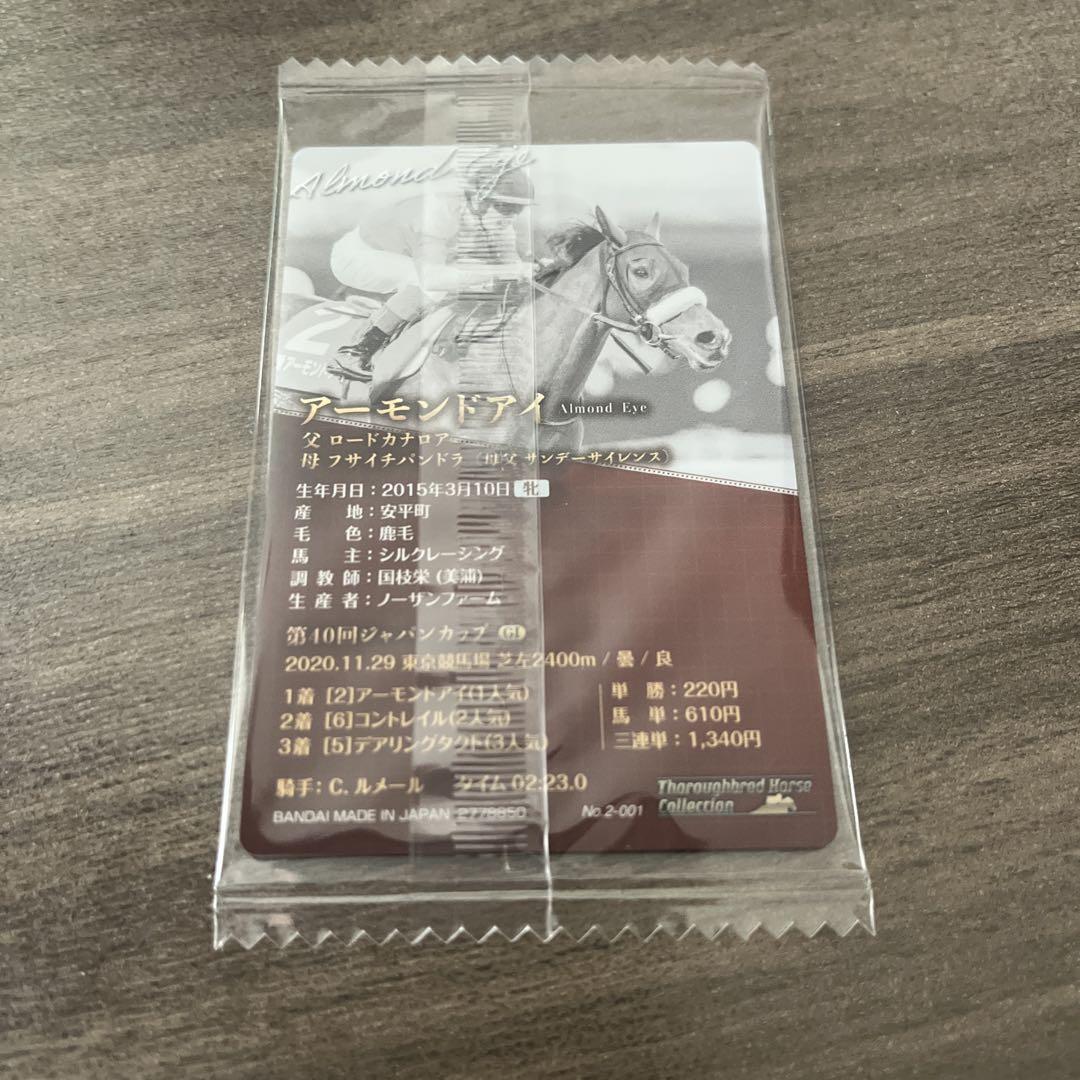 Almond Eye
2
アーモンド
アーモンドアイ Almond Eye
父 ロードカナロア
母 フサイチパンドラ(母父 サンデーサイレンス)
生年月日:2015年3月10日 牝
産 地:安平町
毛 色:鹿毛
馬 主:シルクレーシング
調教師:国枝栄(美浦)
生産者:ノーザンファーム
第40回ジャパンカップ GI
2020.11.29 東京競馬場 芝左2400m / 曇 / 良
1着 [2]アーモンドアイ(1人気) 単 勝:220円
2着 [6]コントレイル(2人気) 馬 単:610円
3着 [5]デアリングタクト(3人気) 三連単:1,340円
騎手:C. ルメール タイム 02:23.0
BANDAI MADE IN JAPAN 2778850 No.2-001 Thoroughbred Horse
Collection